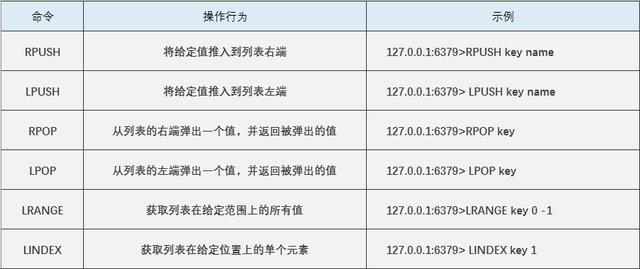 命令 操作行为 示例
RPUSH 将给定值推入到列表右端 127.0.0.1:6379>RPUSH key name
LPUSH 将给定值推入到列表左端 127.0.0.1:6379> LPUSH key name
RPOP 从列表的右端弹出一个值，并返回被弹出的值 127.0.0.1:6379>RPOP key
LPOP 从列表的左端弹出一个值，并返回被弹出的值 127.0.0.1:6379> LPOP key
LRANGE 获取列表在给定范围上的所有值 127.0.0.1:6379>LRANGE key 0 -1
LINDEX 获取列表在给定位置上的单个元素 127.0.0.1:6379> LINDEX key 1